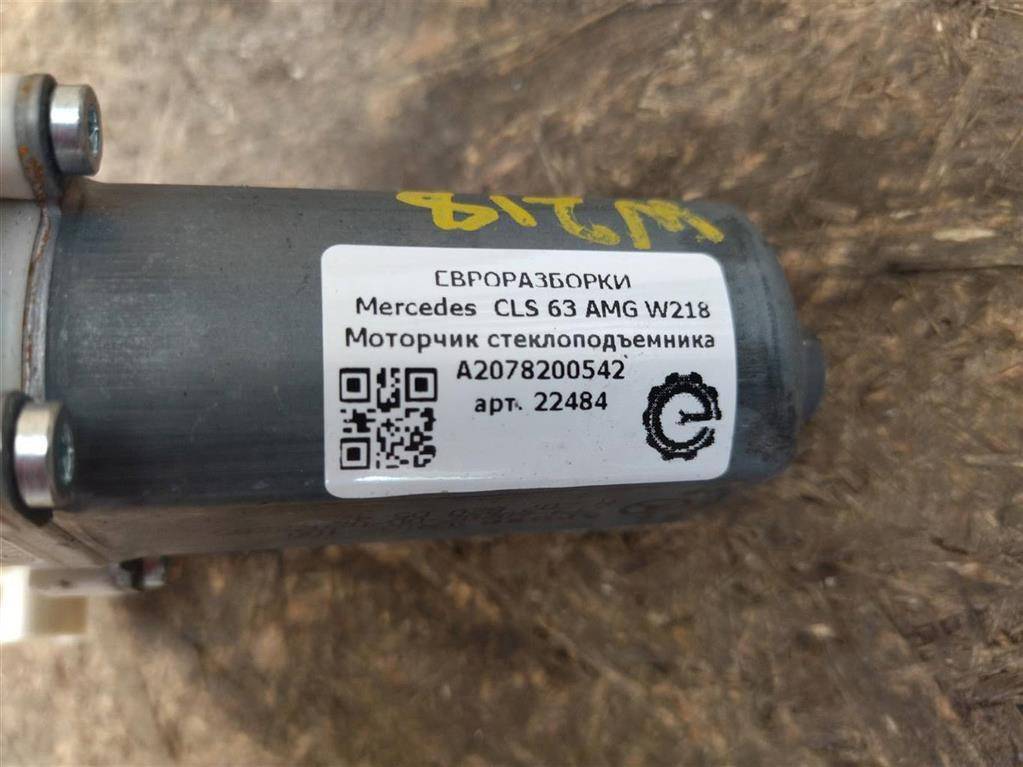 W218
ЕВРОРАЗБОРКИ
Mercedes CLS 63 AMG W218
Моторчик стеклоподъемника
A2078200542
арт. 22484